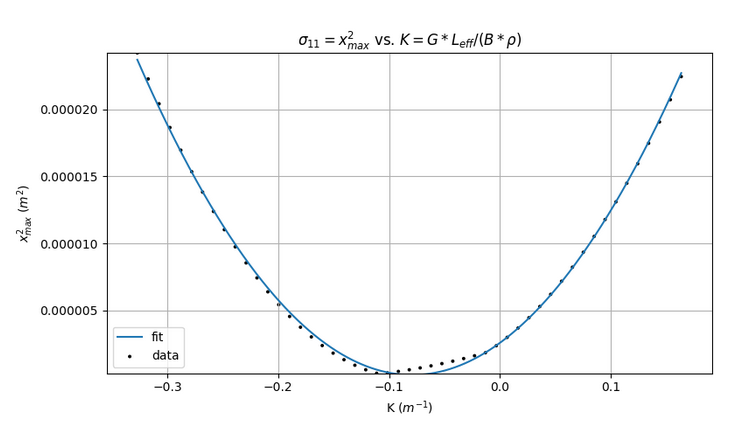 σ₁₁ = x²ₘₐₓ vs. K = G * L_eff/(B * ρ)
x²ₘₐₓ (m²)
0.000020
0.000015
0.000010
0.000005
fit
data
−0.3 −0.2 −0.1 0.0 0.1
K (m⁻¹)